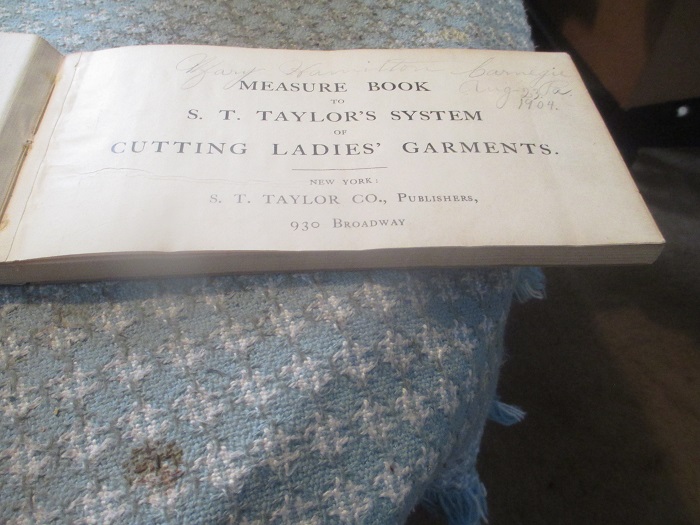 Mary Hamilton Carnegie
Augusta.
1904.
MEASURE BOOK
TO
S. T. TAYLOR'S SYSTEM
OF
CUTTING LADIES' GARMENTS.
NEW YORK:
S. T. TAYLOR CO., PUBLISHERS,
930 BROADWAY